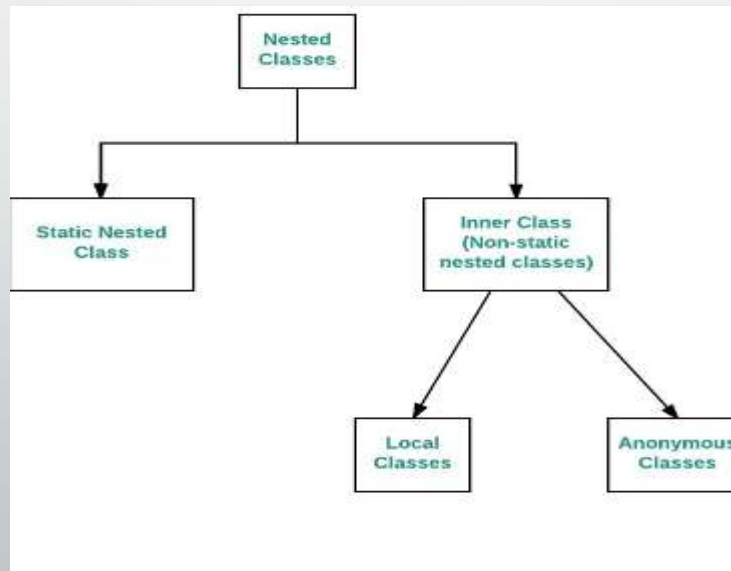 Nested
Classes
Static Nested
Class
Inner Class
(Non-static
nested classes)
Local
Classes
Anonymous
Classes